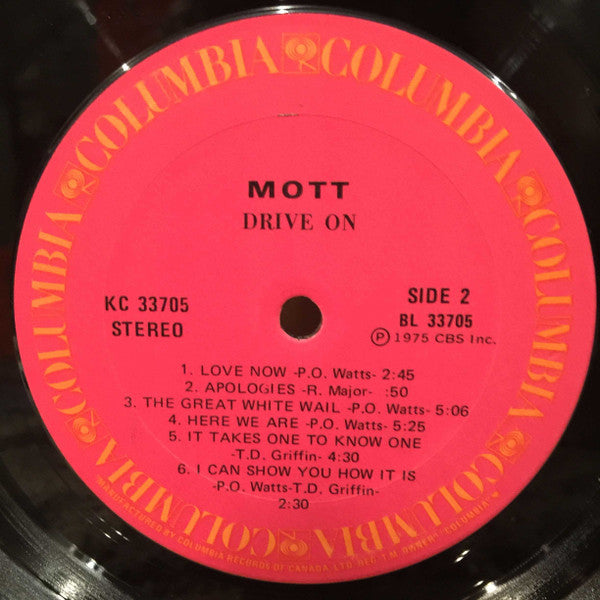 COLUMBIA COLUMBIA COLUMBIA COLUMBIA COLUMBIA COLUMBIA
MOTT
DRIVE ON
KC 33705
STEREO
SIDE 2
BL 33705
Ⓟ 1975 CBS Inc.
1. LOVE NOW -P.O. Watts- 2:45
2. APOLOGIES -R. Major- :50
3. THE GREAT WHITE WAIL -P.O. Watts- 5:06
4. HERE WE ARE -P.O. Watts- 5:25
5. IT TAKES ONE TO KNOW ONE
-T.D. Griffin- 4:30
6. I CAN SHOW YOU HOW IT IS
-P.O. Watts-T.D. Griffin-
2:30
"MANUFACTURED BY COLUMBIA RECORDS OF CANADA, LTD. REG. T.M. OWNERS" "COLUMBIA"